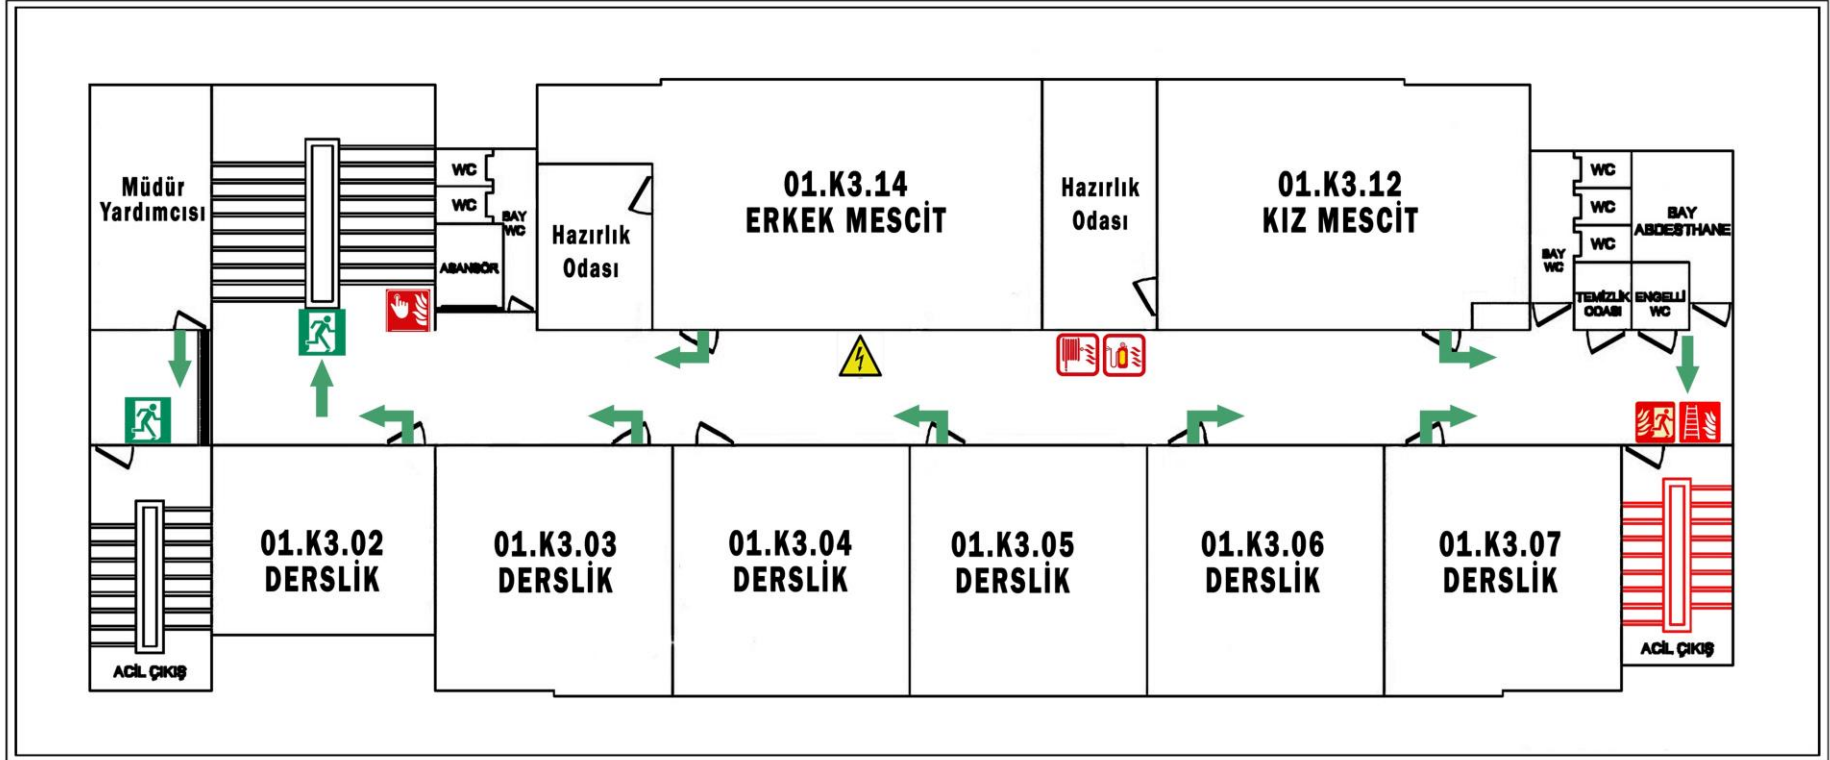 Müdür
Yardımcısı
WC
WC
BAY
WC
ASANSÖR
Hazırlık
Odası
01.K3.14
ERKEK MESCİT
Hazırlık
Odası
01.K3.12
KIZ MESCİT
BAY
WC
WC
WC
WC
TEMİZLİK
ODASI
ENGELLİ
WC
BAY
ABDESTHANE
01.K3.02
DERSLİK
01.K3.03
DERSLİK
01.K3.04
DERSLİK
01.K3.05
DERSLİK
01.K3.06
DERSLİK
01.K3.07
DERSLİK
ACİL ÇIKIŞ
ACİL ÇIKIŞ